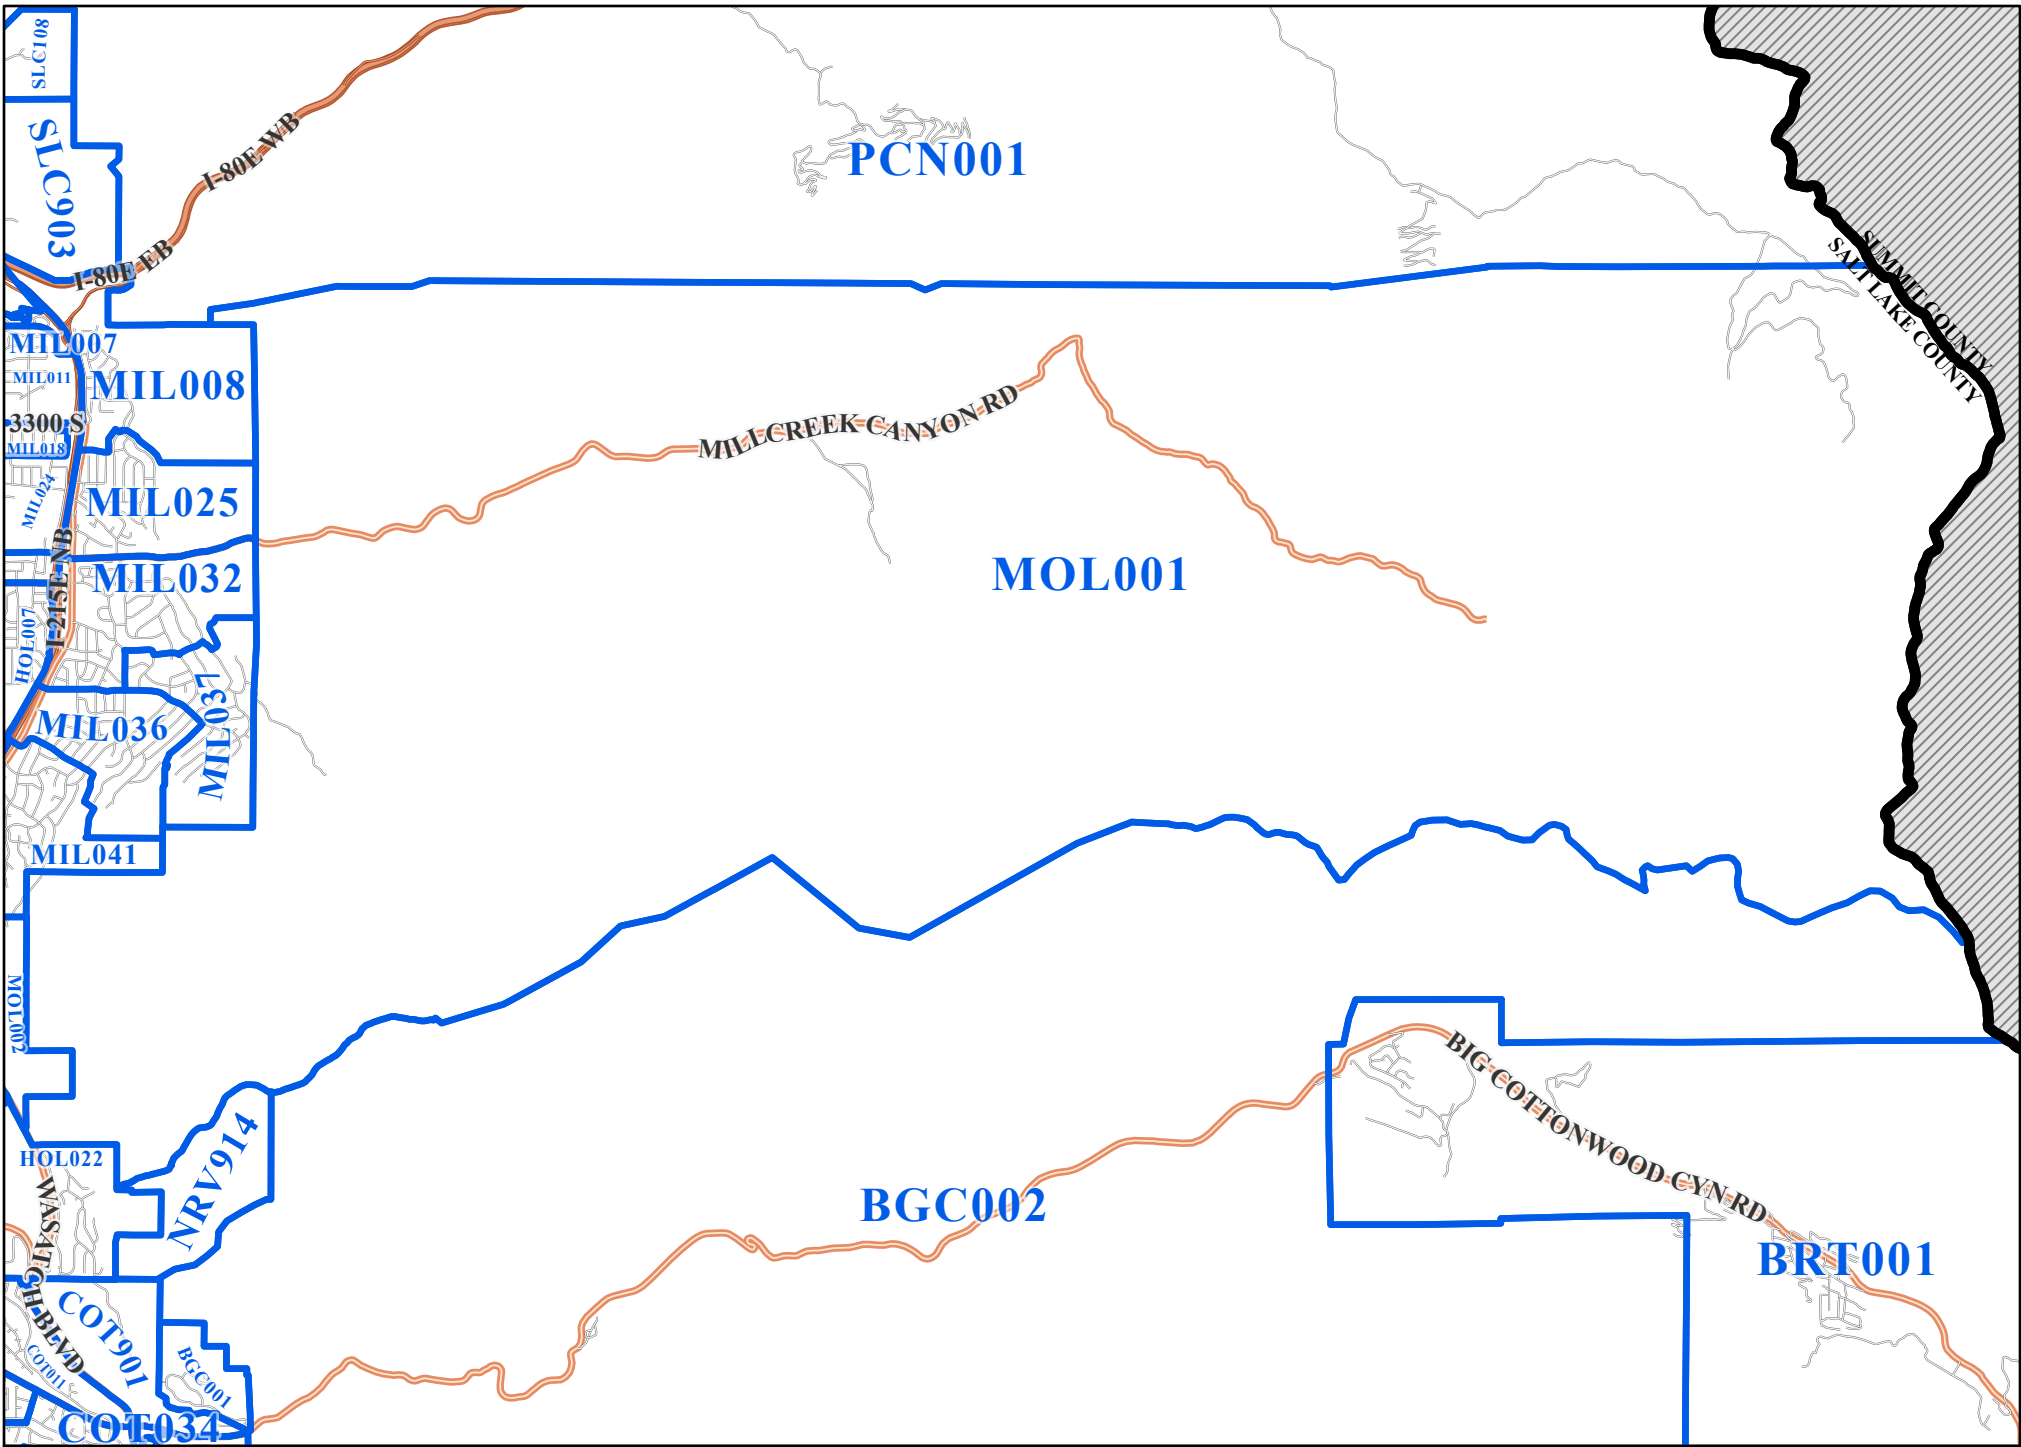 SLC108
SLC903
I-80E WB
PCN001
I-80E EB
SUMMIT COUNTY
SALT LAKE COUNTY
MIL007
MIL011
MIL008
3300 S
MIL018
MILLCREEK CANYON RD
MIL024
MIL025
I-215E NB
MIL032
MOL001
HOL007
MIL037
MIL036
MIL041
MOL002
BIG COTTONWOOD CYN RD
HOL022
NRV914
WASATCH BLVD
BGC002
BRT001
COT901
COT011
BGC001
COT034